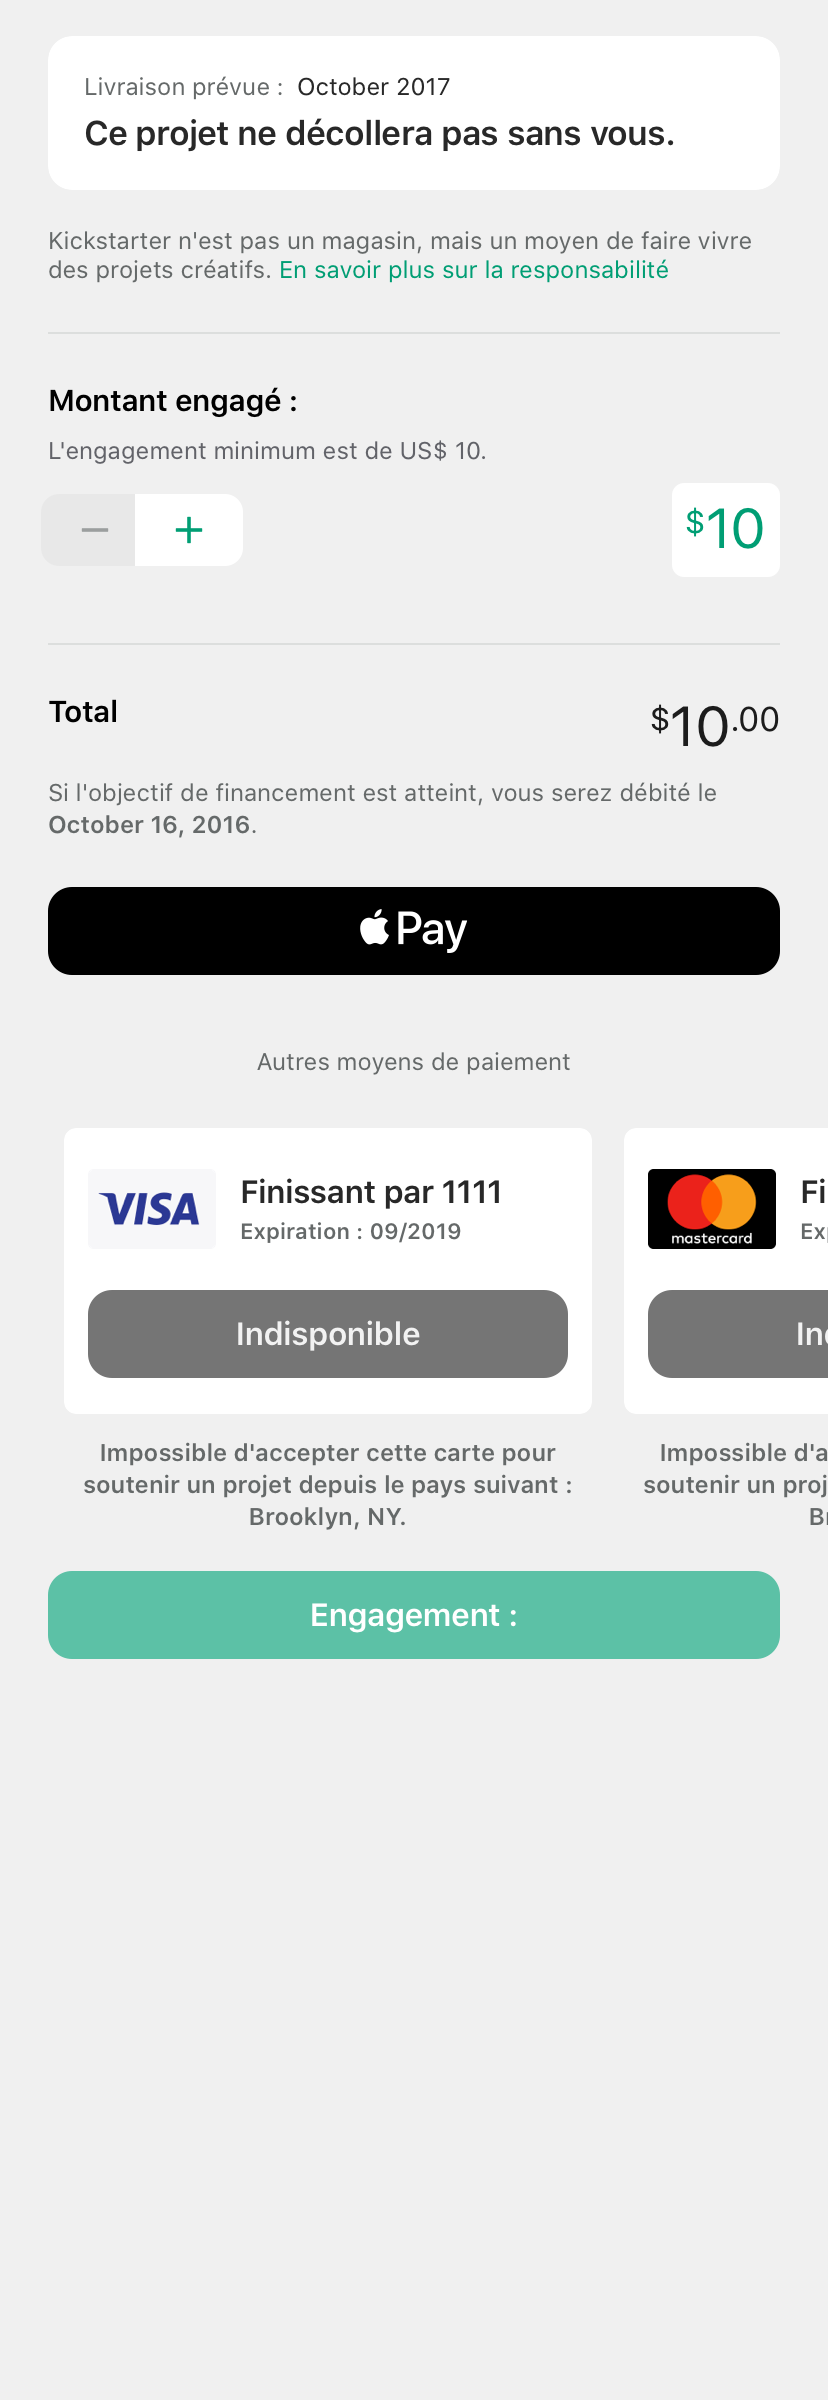 Livraison prévue : October 2017
Ce projet ne décollera pas sans vous.
Kickstarter n'est pas un magasin, mais un moyen de faire vivre
des projets créatifs. En savoir plus sur la responsabilité
Montant engagé :
L'engagement minimum est de US$ 10.
− +
$10
Total
$10.00
Si l'objectif de financement est atteint, vous serez débité le
October 16, 2016.
Pay
Autres moyens de paiement
VISA
Finissant par 1111
Expiration : 09/2019
Indisponible
Impossible d'accepter cette carte pour
soutenir un projet depuis le pays suivant :
Brooklyn, NY.
mastercard
Fi
Exp
Ind
Impossible d'a
soutenir un proj
Br
Engagement :